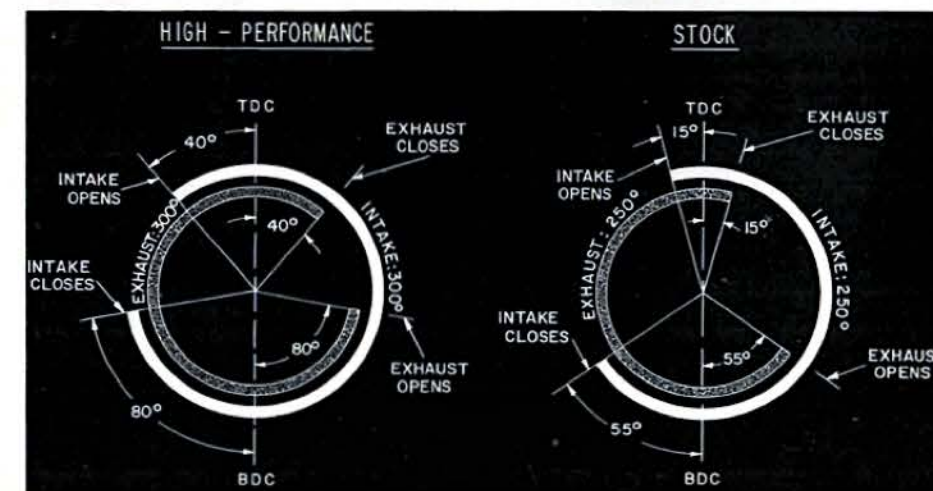 HIGH - PERFORMANCE
TDC
40°
EXHAUST
CLOSES
INTAKE
OPENS
40°
EXHAUST:300°
INTAKE:300°
INTAKE
CLOSES
80°
EXHAUST
OPENS
80°
BDC
STOCK
TDC
15°
EXHAUST
CLOSES
INTAKE
OPENS
15°
EXHAUST: 250°
INTAKE:250°
INTAKE
CLOSES
55°
EXHAUST
OPENS
55°
BDC